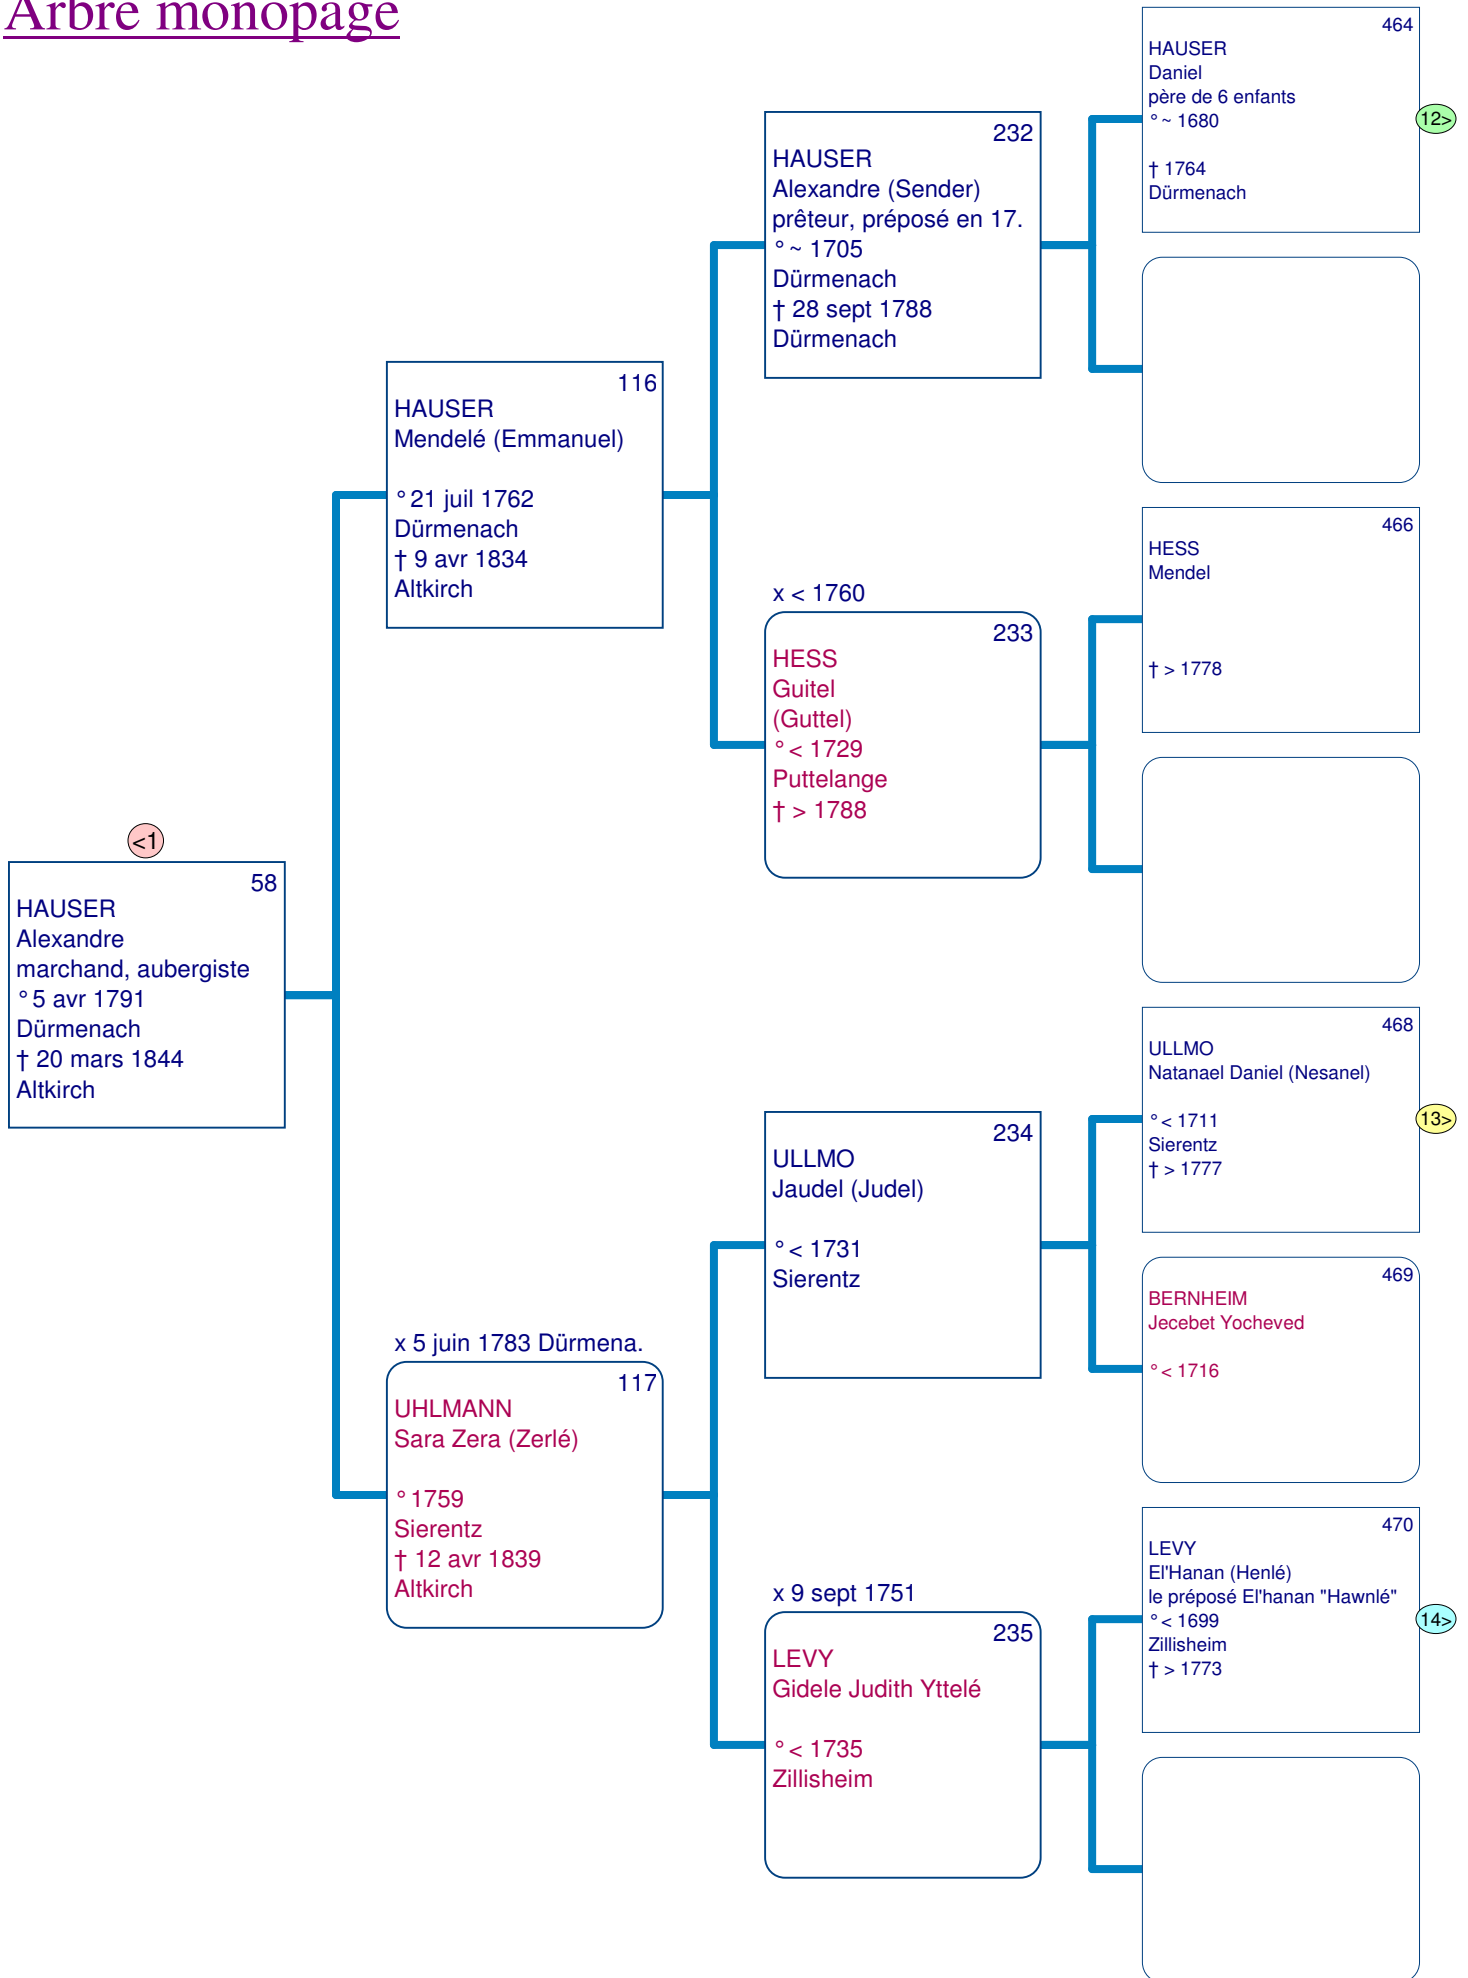 Arbre monopage
464
HAUSER
Daniel
père de 6 enfants
° ~ 1680
† 1764
Dürmenach
12>
232
HAUSER
Alexandre (Sender)
prêteur, préposé en 17.
° ~ 1705
Dürmenach
† 28 sept 1788
Dürmenach
116
HAUSER
Mendelé (Emmanuel)
° 21 juil 1762
Dürmenach
† 9 avr 1834
Altkirch
466
HESS
Mendel
† > 1778
x < 1760
233
HESS
Guitel
(Guttel)
° < 1729
Puttelange
† > 1788
<1
58
HAUSER
Alexandre
marchand, aubergiste
° 5 avr 1791
Dürmenach
† 20 mars 1844
Altkirch
468
ULLMO
Natanael Daniel (Nesanel)
° < 1711
Sierentz
† > 1777
13>
234
ULLMO
Jaudel (Judel)
° < 1731
Sierentz
469
BERNHEIM
Jecebet Yocheved
° < 1716
x 5 juin 1783 Dürmena.
117
UHLMANN
Sara Zera (Zerlé)
° 1759
Sierentz
† 12 avr 1839
Altkirch
470
LEVY
El'Hanan (Henlé)
le préposé El'hanan "Hawnlé"
° < 1699
Zillisheim
† > 1773
14>
x 9 sept 1751
235
LEVY
Gidele Judith Yttelé
° < 1735
Zillisheim